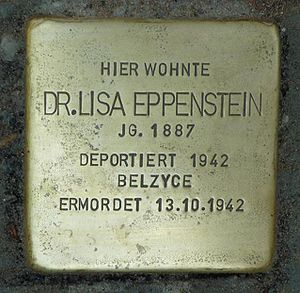 HIER WOHNTE
DR. LISA EPPENSTEIN
JG. 1887
DEPORTIERT 1942
BELZYCE
ERMORDET 13.10.1942